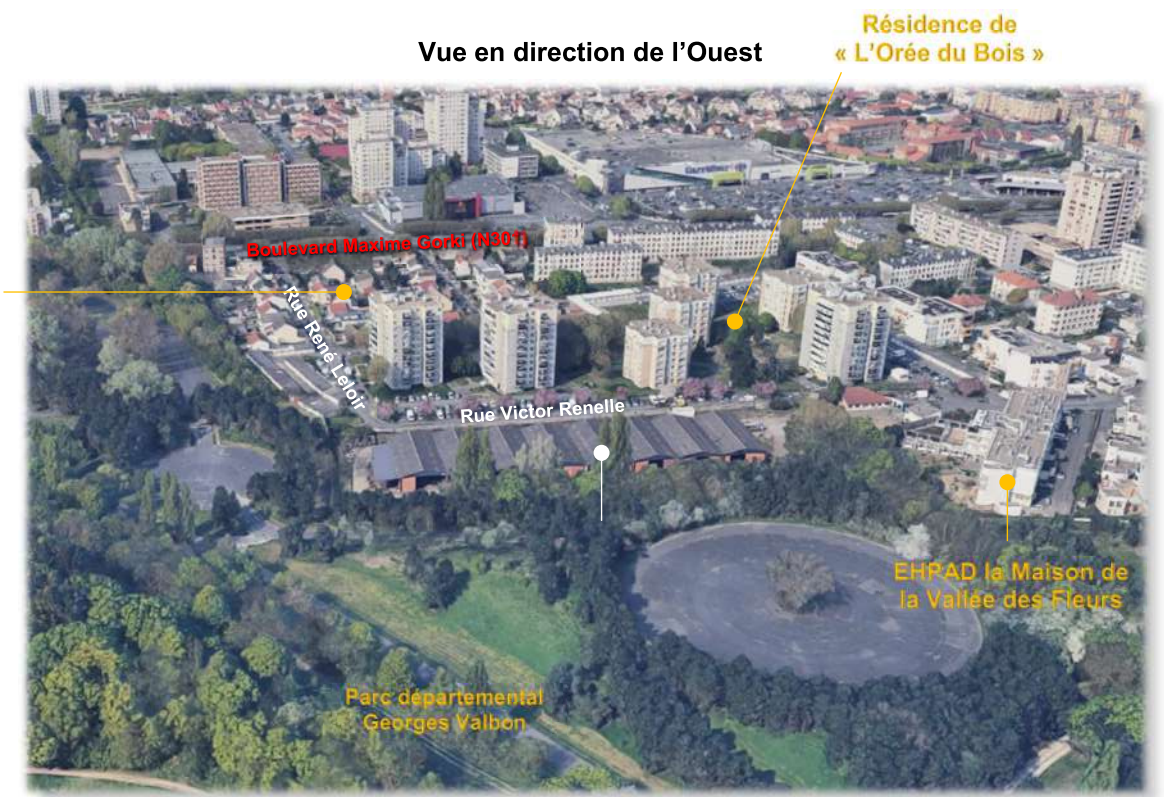 Résidence de
« L’Orée du Bois »
Vue en direction de l’Ouest
Boulevard Maxime Gorki (N301)
Rue René Leloir
Rue Victor Renelle
EHPAD la Maison de
la Vallée des Fleurs
Parc départemental
Georges Valbon